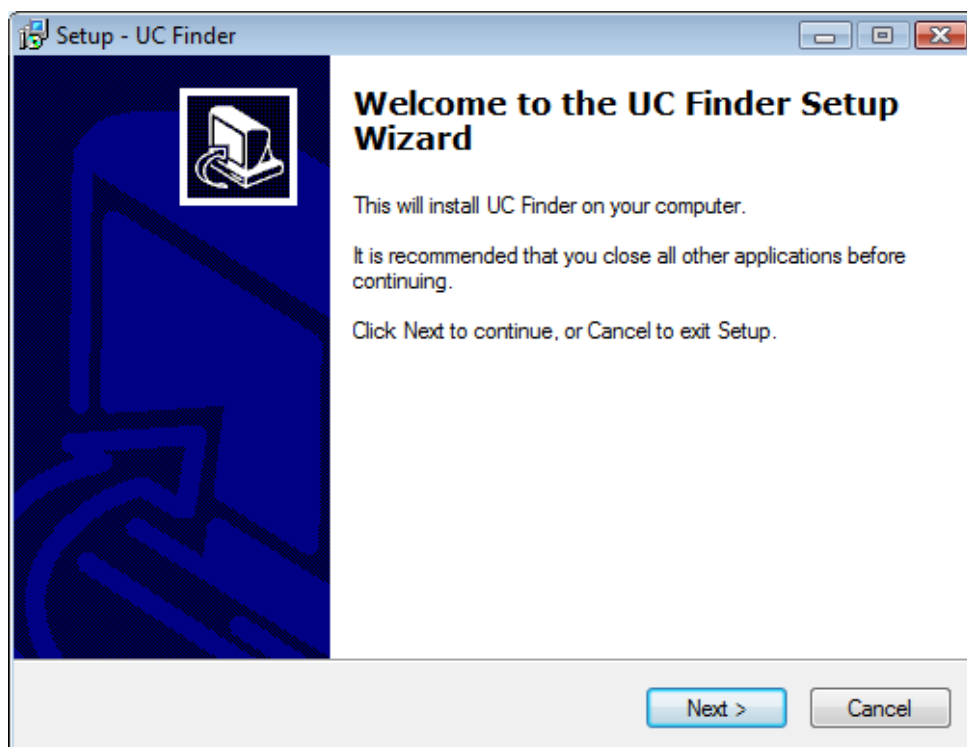 Setup - UC Finder
Welcome to the UC Finder Setup
Wizard
This will install UC Finder on your computer.
It is recommended that you close all other applications before
continuing.
Click Next to continue, or Cancel to exit Setup.
Next >
Cancel